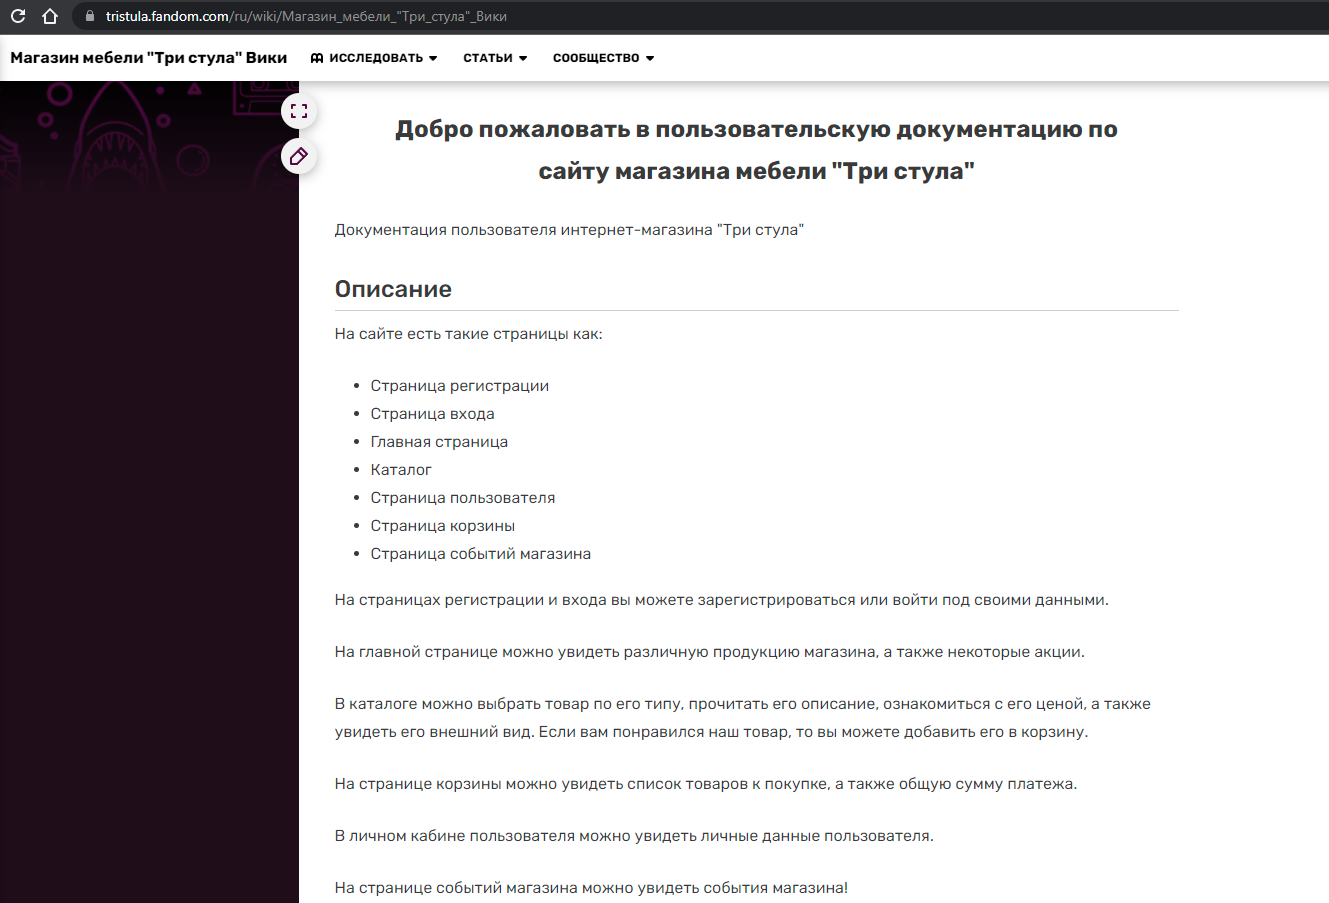 tristula.fandom.com/ru/wiki/Магазин_мебели_"Три_стула"_Вики
Магазин мебели "Три стула" Вики ИССЛЕДОВАТЬ СТАТЬИ СООБЩЕСТВО
Добро пожаловать в пользовательскую документацию по
сайту магазина мебели "Три стула"
Документация пользователя интернет-магазина "Три стула"
Описание
На сайте есть такие страницы как:
• Страница регистрации
• Страница входа
• Главная страница
• Каталог
• Страница пользователя
• Страница корзины
• Страница событий магазина
На страницах регистрации и входа вы можете зарегистрироваться или войти под своими данными.
На главной странице можно увидеть различную продукцию магазина, а также некоторые акции.
В каталоге можно выбрать товар по его типу, прочитать его описание, ознакомиться с его ценой, а также
увидеть его внешний вид. Если вам понравился наш товар, то вы можете добавить его в корзину.
На странице корзины можно увидеть список товаров к покупке, а также общую сумму платежа.
В личном кабине пользователя можно увидеть личные данные пользователя.
На странице событий магазина можно увидеть события магазина!